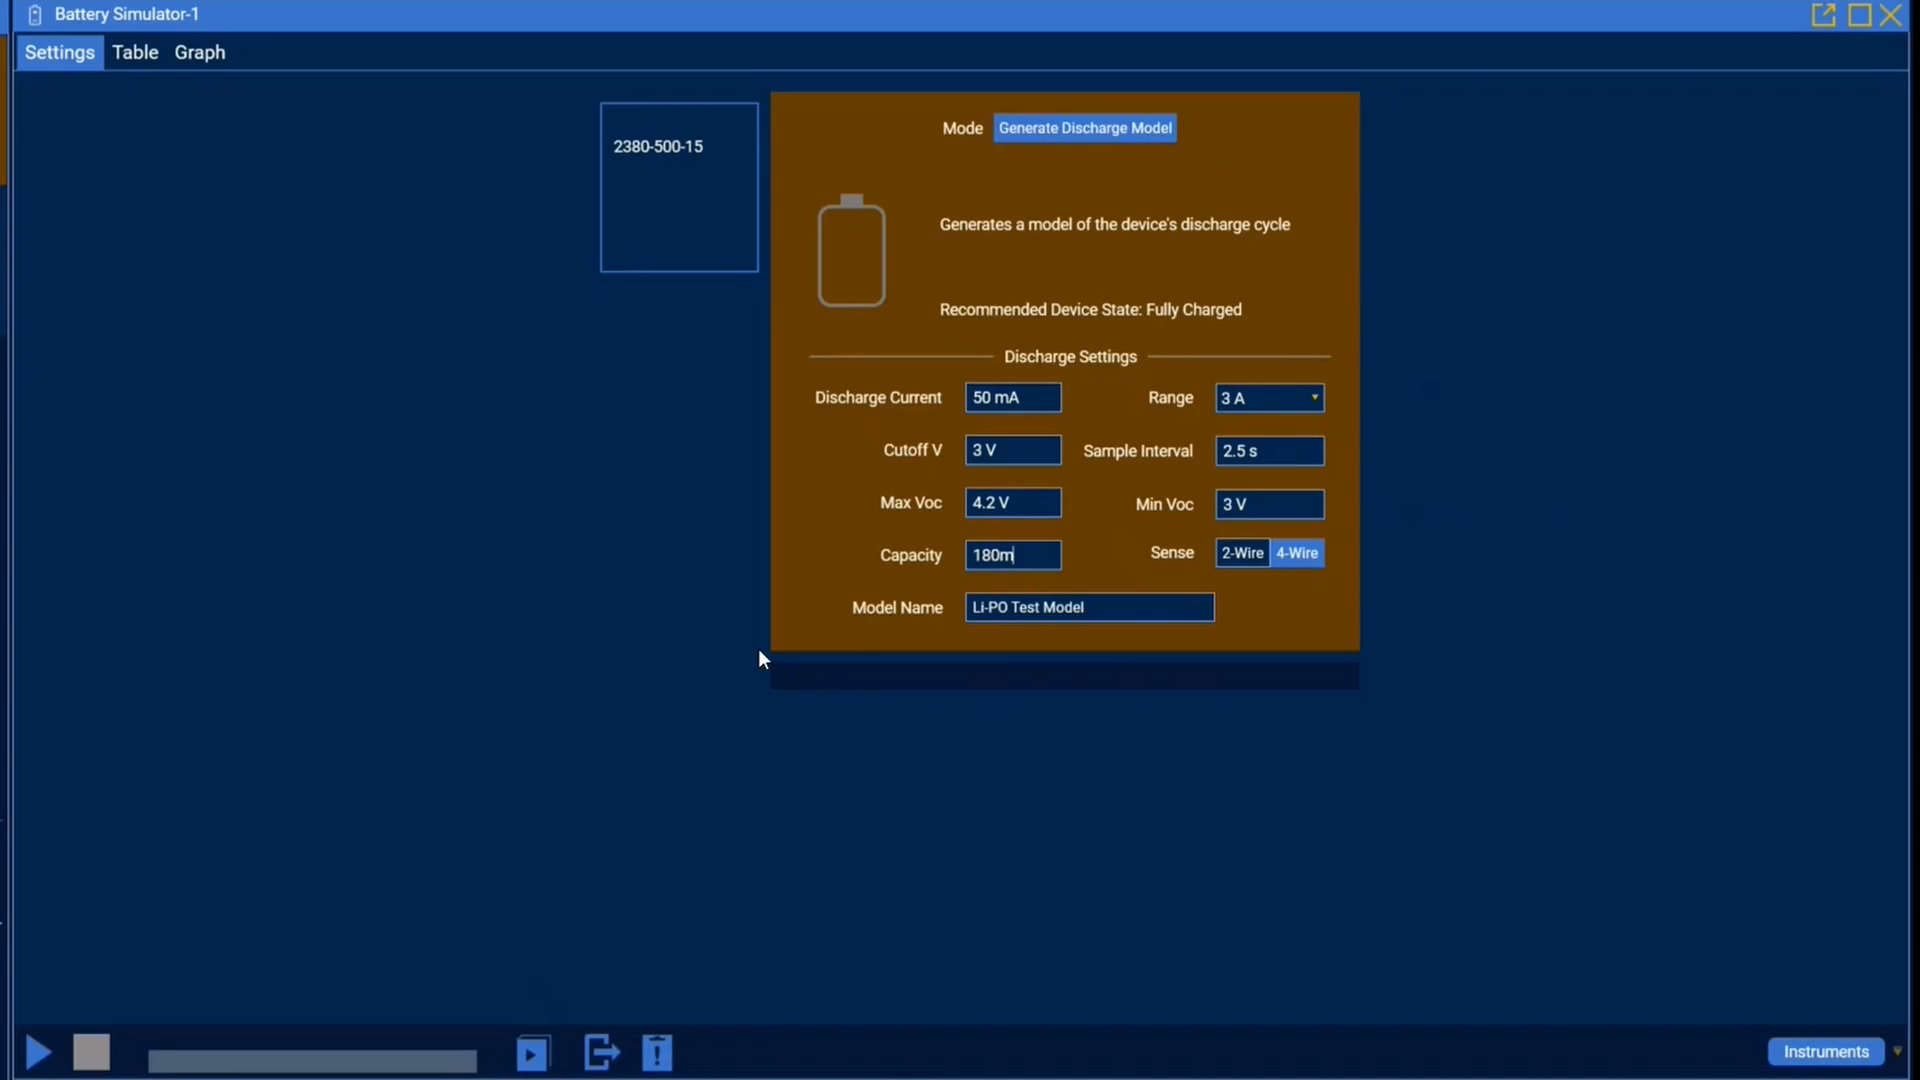 Battery Simulator-1
Settings Table Graph
2380-500-15
Mode Generate Discharge Model
Generates a model of the device's discharge cycle
Recommended Device State: Fully Charged
Discharge Settings
Discharge Current 50 mA Range 3 A
Cutoff V 3 V Sample Interval 2.5 s
Max Voc 4.2 V Min Voc 3 V
Capacity 180m Sense 2-Wire 4-Wire
Model Name Li-PO Test Model
Instruments